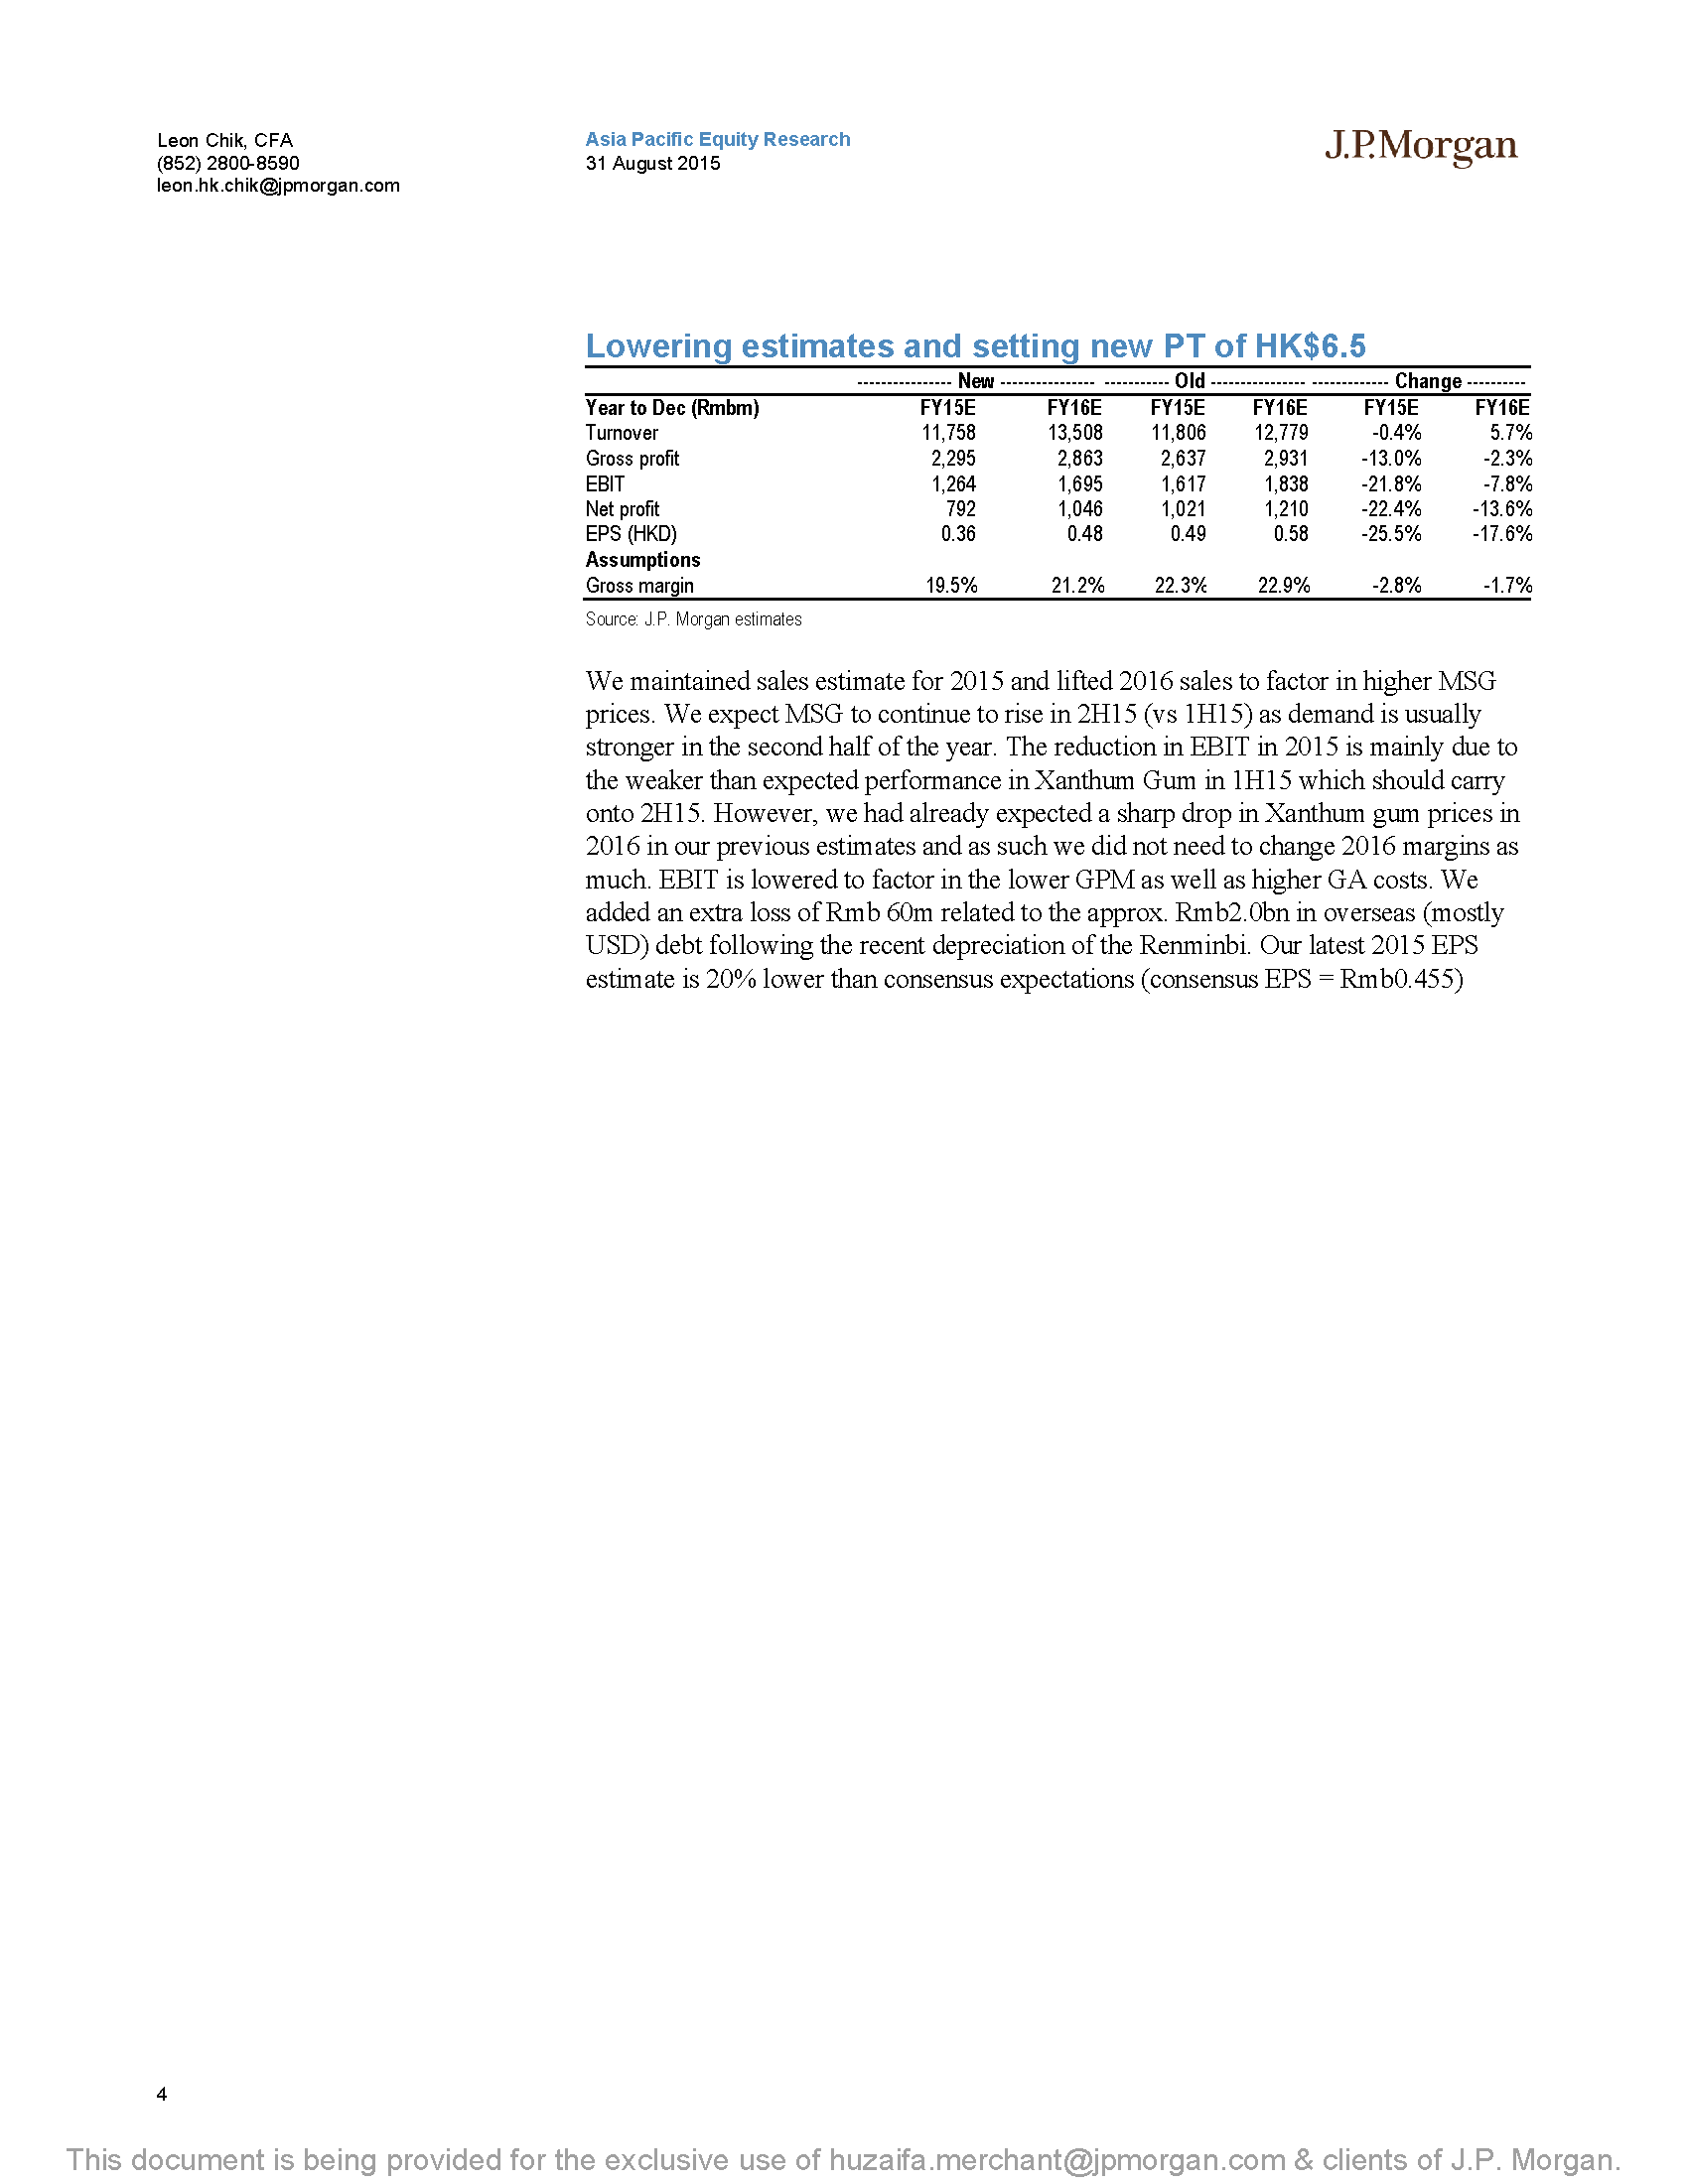 Leon Chik, CFA
(852) 2800-8590
leon.hk.chik@jpmorgan.com
Asia Pacific Equity Research
31 August 2015
J.P.Morgan
Lowering estimates and setting new PT of HK$6.5
---------------- New ---------------- ----------- Old ---------------- ------------- Change ----------
Year to Dec (Rmbm) FY15E FY16E FY15E FY16E FY15E FY16E
Turnover 11,758 13,508 11,806 12,779 -0.4% 5.7%
Gross profit 2,295 2,863 2,637 2,931 -13.0% -2.3%
EBIT 1,264 1,695 1,617 1,838 -21.8% -7.8%
Net profit 792 1,046 1,021 1,210 -22.4% -13.6%
EPS (HKD) 0.36 0.48 0.49 0.58 -25.5% -17.6%
Assumptions
Gross margin 19.5% 21.2% 22.3% 22.9% -2.8% -1.7%
Source: J.P. Morgan estimates
We maintained sales estimate for 2015 and lifted 2016 sales to factor in higher MSG
prices. We expect MSG to continue to rise in 2H15 (vs 1H15) as demand is usually
stronger in the second half of the year. The reduction in EBIT in 2015 is mainly due to
the weaker than expected performance in Xanthum Gum in 1H15 which should carry
onto 2H15. However, we had already expected a sharp drop in Xanthum gum prices in
2016 in our previous estimates and as such we did not need to change 2016 margins as
much. EBIT is lowered to factor in the lower GPM as well as higher GA costs. We
added an extra loss of Rmb 60m related to the approx. Rmb2.0bn in overseas (mostly
USD) debt following the recent depreciation of the Renminbi. Our latest 2015 EPS
estimate is 20% lower than consensus expectations (consensus EPS = Rmb0.455)
4
This document is being provided for the exclusive use of huzaifa.merchant@jpmorgan.com & clients of J.P. Morgan.